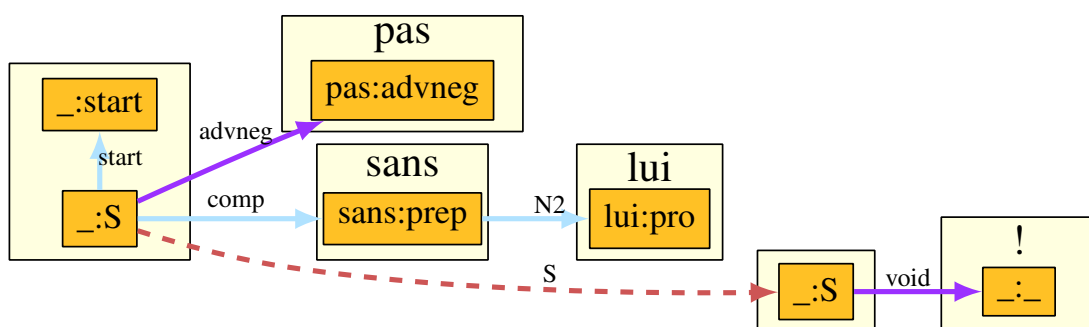 pas
_:start
pas:advneg
advneg
start
sans
lui
_:S
comp
sans:prep
N2
lui:pro
!
S
_:S
void
_:_